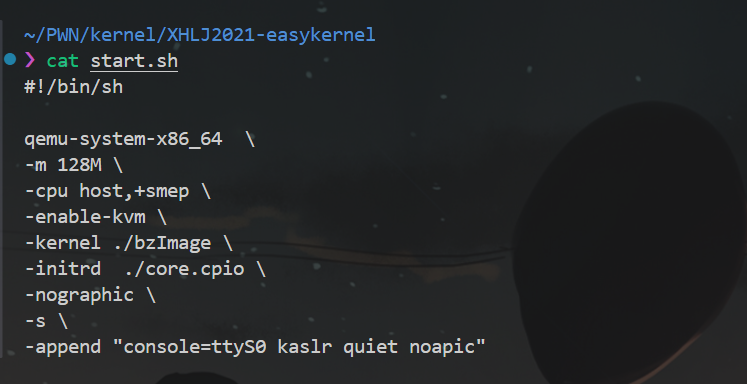 ~/PWN/kernel/XHLJ2021-easykernel
❯ cat start.sh
#!/bin/sh
qemu-system-x86_64  \
-m 128M \
-cpu host,+smep \
-enable-kvm \
-kernel ./bzImage \
-initrd  ./core.cpio \
-nographic \
-s \
-append "console=ttyS0 kaslr quiet noapic"